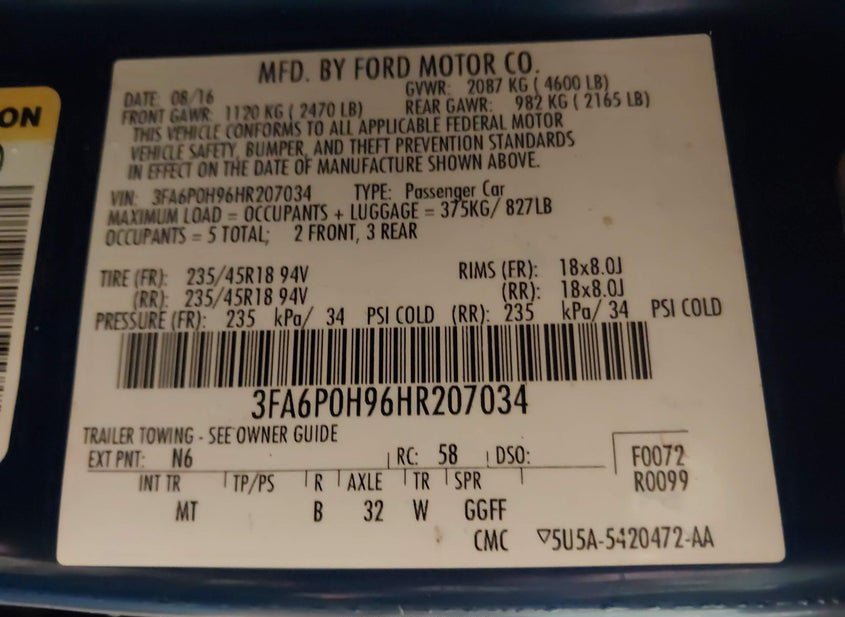 ON
MFD. BY FORD MOTOR CO.
DATE: 08/16 GVWR: 2087 KG ( 4600 LB)
FRONT GAWR: 1120 KG ( 2470 LB) REAR GAWR: 982 KG ( 2165 LB)
THIS VEHICLE CONFORMS TO ALL APPLICABLE FEDERAL MOTOR
VEHICLE SAFETY, BUMPER, AND THEFT PREVENTION STANDARDS
IN EFFECT ON THE DATE OF MANUFACTURE SHOWN ABOVE.
VIN: 3FA6P0H96HR207034 TYPE: Passenger Car
MAXIMUM LOAD = OCCUPANTS + LUGGAGE = 375KG/ 827LB
OCCUPANTS = 5 TOTAL; 2 FRONT, 3 REAR
TIRE (FR): 235/45R18 94V RIMS (FR): 18x8.0J
(RR): 235/45R18 94V (RR): 18x8.0J
PRESSURE (FR): 235 kPa/ 34 PSI COLD (RR): 235 kPa/ 34 PSI COLD
3FA6P0H96HR207034
TRAILER TOWING - SEE OWNER GUIDE
EXT PNT: N6 RC: 58 DSO: F0072
INT TR TP/PS R AXLE TR SPR R0099
MT B 32 W GGFF
CMC ▽5U5A-5420472-AA